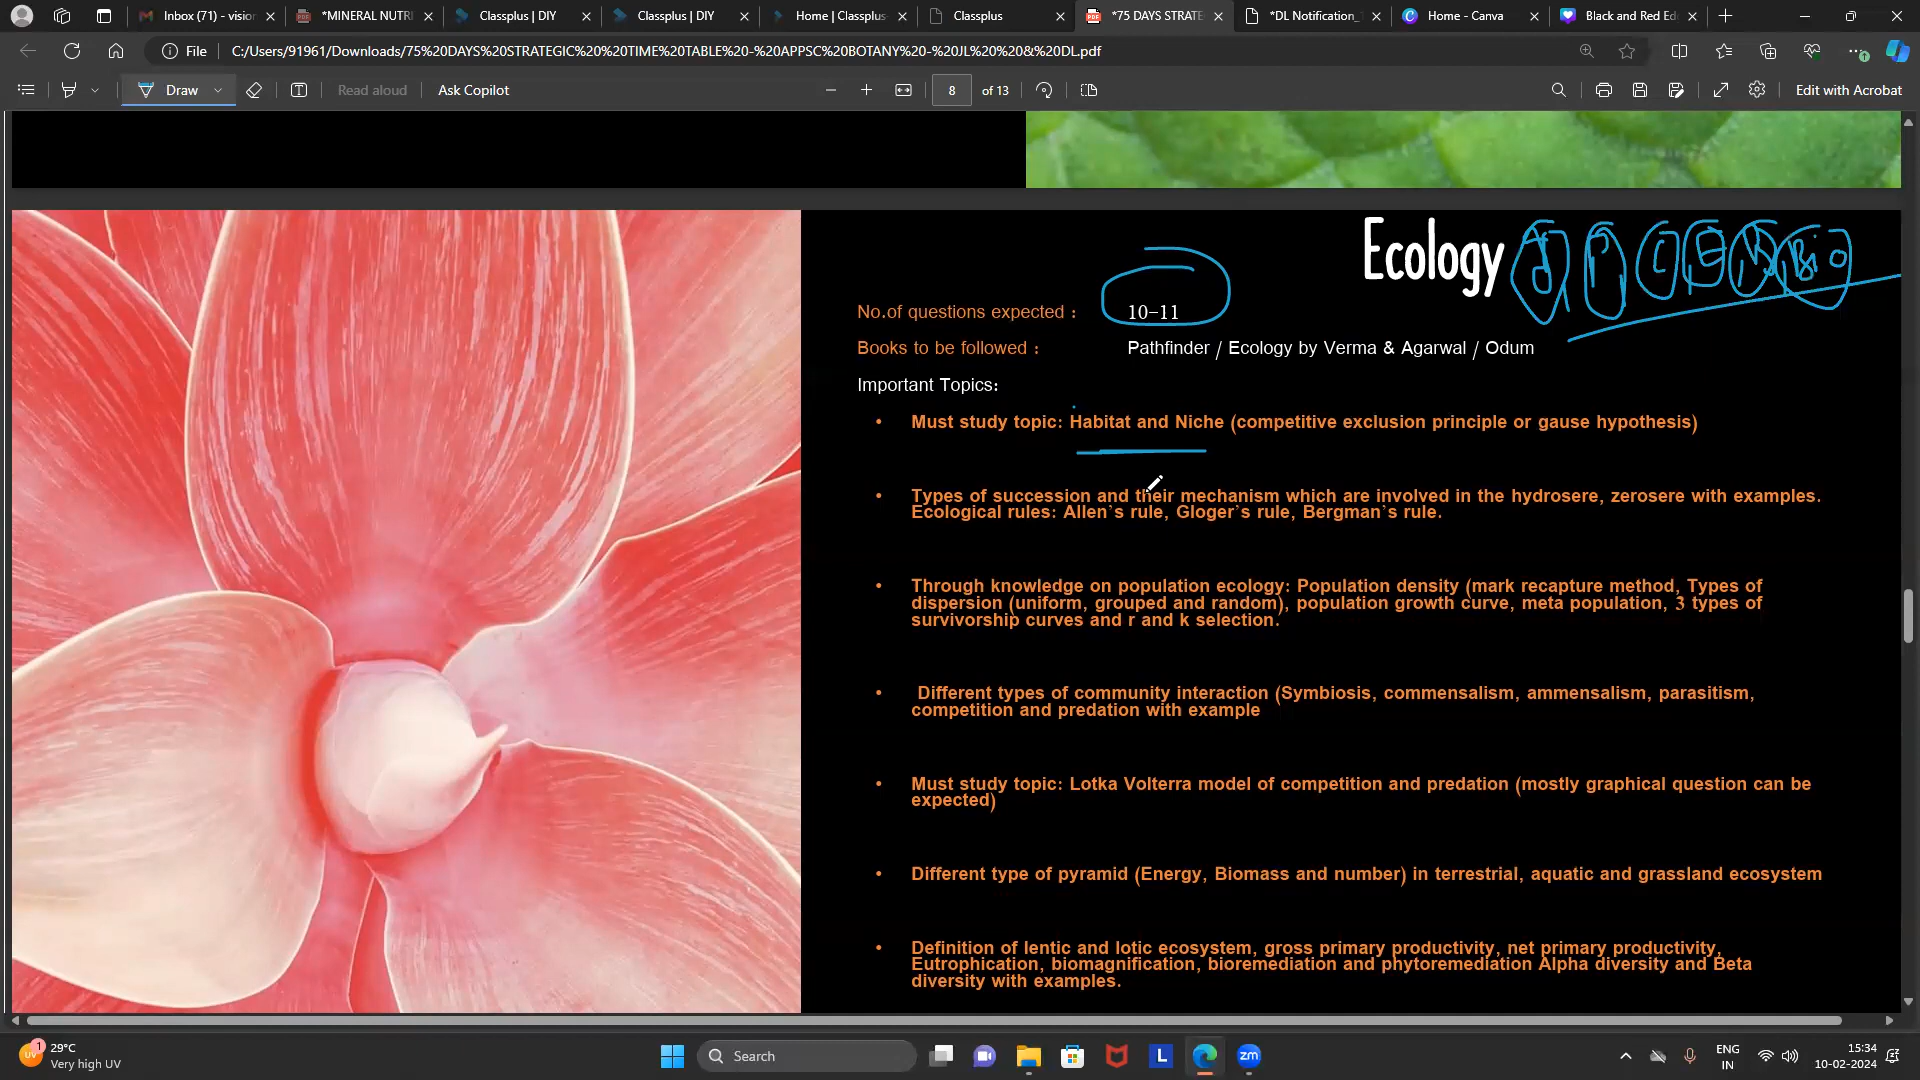 Inbox (71) - vision
*MINERAL NUTRI
Classplus | DIY
Classplus | DIY
Home | Classplus
Classplus
*75 DAYS STRATE
*DL Notification_
Home - Canva
Black and Red Ed
File
C:/Users/91961/Downloads/75%20DAYS%20STRATEGIC%20%20TIME%20TABLE%20-%20APPSC%20BOTANY%20-%20JL%20%20&%20DL.pdf
Draw
Read aloud
Ask Copilot
8
of 13
Edit with Acrobat
Ecology
P C E Bio
No.of questions expected :
10-11
Books to be followed :
Pathfinder / Ecology by Verma & Agarwal / Odum
Important Topics:
• Must study topic: Habitat and Niche (competitive exclusion principle or gause hypothesis)
• Types of succession and their mechanism which are involved in the hydrosere, zerosere with examples.
Ecological rules: Allen's rule, Gloger's rule, Bergman's rule.
• Through knowledge on population ecology: Population density (mark recapture method, Types of
dispersion (uniform, grouped and random), population growth curve, meta population, 3 types of
survivorship curves and r and k selection.
• Different types of community interaction (Symbiosis, commensalism, ammensalism, parasitism,
competition and predation with example
• Must study topic: Lotka Volterra model of competition and predation (mostly graphical question can be
expected)
• Different type of pyramid (Energy, Biomass and number) in terrestrial, aquatic and grassland ecosystem
• Definition of lentic and lotic ecosystem, gross primary productivity, net primary productivity,
Eutrophication, biomagnification, bioremediation and phytoremediation Alpha diversity and Beta
diversity with examples.
UV
1
29°C
Very high UV
Search
L
zm
ENG
IN
15:34
10-02-2024